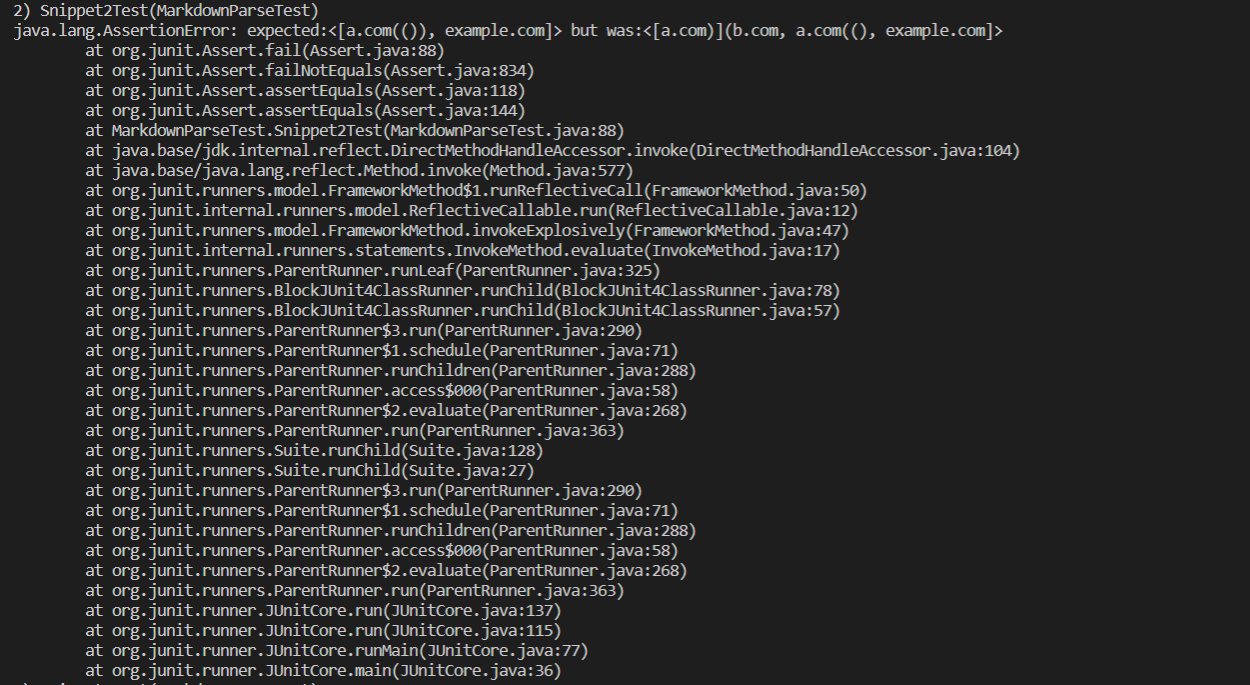 2) Snippet2Test(MarkdownParseTest)
java.lang.AssertionError: expected:<[a.com(()), example.com]> but was:<[a.com)](b.com, a.com((), example.com]>
at org.junit.Assert.fail(Assert.java:88)
at org.junit.Assert.failNotEquals(Assert.java:834)
at org.junit.Assert.assertEquals(Assert.java:118)
at org.junit.Assert.assertEquals(Assert.java:144)
at MarkdownParseTest.Snippet2Test(MarkdownParseTest.java:88)
at java.base/jdk.internal.reflect.DirectMethodHandleAccessor.invoke(DirectMethodHandleAccessor.java:104)
at java.base/java.lang.reflect.Method.invoke(Method.java:577)
at org.junit.runners.model.FrameworkMethod$1.runReflectiveCall(FrameworkMethod.java:50)
at org.junit.internal.runners.model.ReflectiveCallable.run(ReflectiveCallable.java:12)
at org.junit.runners.model.FrameworkMethod.invokeExplosively(FrameworkMethod.java:47)
at org.junit.internal.runners.statements.InvokeMethod.evaluate(InvokeMethod.java:17)
at org.junit.runners.ParentRunner.runLeaf(ParentRunner.java:325)
at org.junit.runners.BlockJUnit4ClassRunner.runChild(BlockJUnit4ClassRunner.java:78)
at org.junit.runners.BlockJUnit4ClassRunner.runChild(BlockJUnit4ClassRunner.java:57)
at org.junit.runners.ParentRunner$3.run(ParentRunner.java:290)
at org.junit.runners.ParentRunner$1.schedule(ParentRunner.java:71)
at org.junit.runners.ParentRunner.runChildren(ParentRunner.java:288)
at org.junit.runners.ParentRunner.access$000(ParentRunner.java:58)
at org.junit.runners.ParentRunner$2.evaluate(ParentRunner.java:268)
at org.junit.runners.ParentRunner.run(ParentRunner.java:363)
at org.junit.runners.Suite.runChild(Suite.java:128)
at org.junit.runners.Suite.runChild(Suite.java:27)
at org.junit.runners.ParentRunner$3.run(ParentRunner.java:290)
at org.junit.runners.ParentRunner$1.schedule(ParentRunner.java:71)
at org.junit.runners.ParentRunner.runChildren(ParentRunner.java:288)
at org.junit.runners.ParentRunner.access$000(ParentRunner.java:58)
at org.junit.runners.ParentRunner$2.evaluate(ParentRunner.java:268)
at org.junit.runners.ParentRunner.run(ParentRunner.java:363)
at org.junit.runner.JUnitCore.run(JUnitCore.java:137)
at org.junit.runner.JUnitCore.run(JUnitCore.java:115)
at org.junit.runner.JUnitCore.runMain(JUnitCore.java:77)
at org.junit.runner.JUnitCore.main(JUnitCore.java:36)